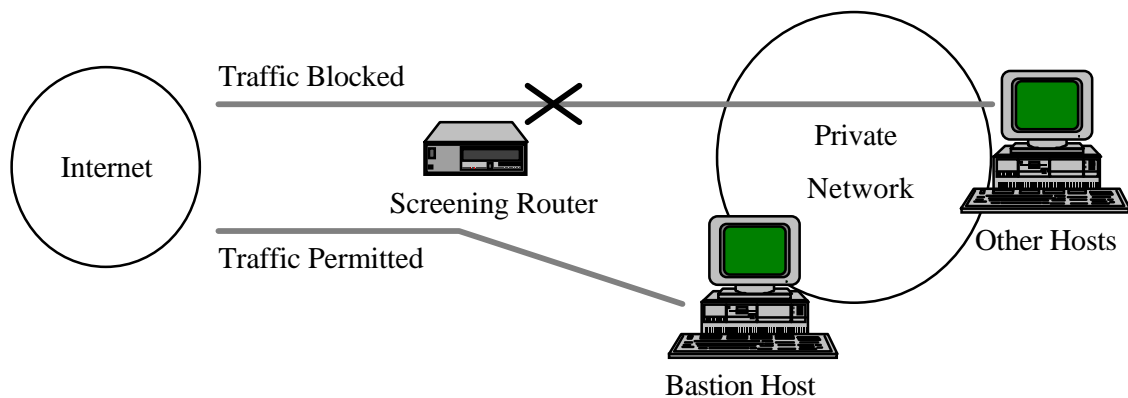 Traffic Blocked
Internet
Screening Router
Private
Network
Other Hosts
Traffic Permitted
Bastion Host